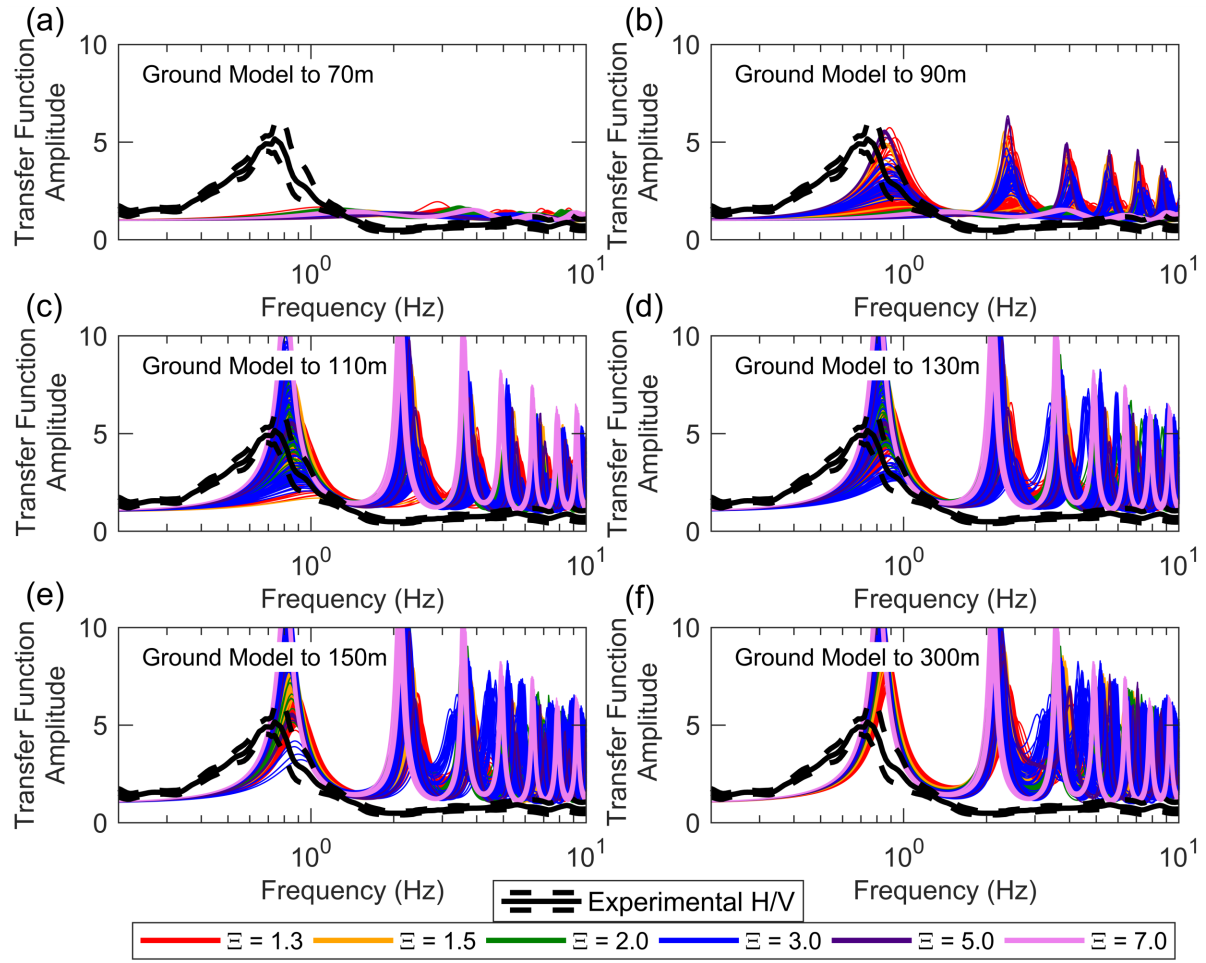 (a)
10
5
0
Transfer Function
Amplitude
Ground Model to 70m
10^0
10^1
Frequency (Hz)
(b)
10
5
0
Transfer Function
Amplitude
Ground Model to 90m
10^0
10^1
Frequency (Hz)
(c)
10
5
0
Transfer Function
Amplitude
Ground Model to 110m
10^0
10^1
Frequency (Hz)
(d)
10
5
0
Transfer Function
Amplitude
Ground Model to 130m
10^0
10^1
Frequency (Hz)
(e)
10
5
0
Transfer Function
Amplitude
Ground Model to 150m
10^0
10^1
Frequency (Hz)
(f)
10
5
0
Transfer Function
Amplitude
Ground Model to 300m
10^0
10^1
Frequency (Hz)
Experimental H/V
Ξ = 1.3 Ξ = 1.5 Ξ = 2.0 Ξ = 3.0 Ξ = 5.0 Ξ = 7.0